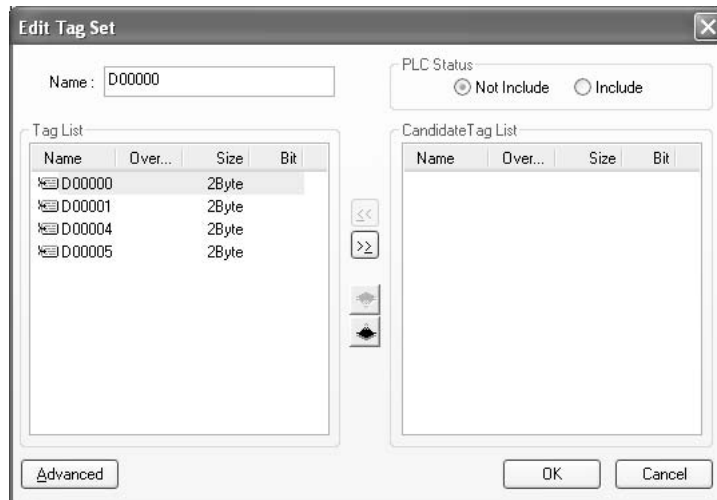 Edit Tag Set
Name : D00000
PLC Status
Not Include Include
Tag List
Name Over... Size Bit
D00000 2Byte
D00001 2Byte
D00004 2Byte
D00005 2Byte
<<
>>
CandidateTag List
Name Over... Size Bit
Advanced
OK Cancel